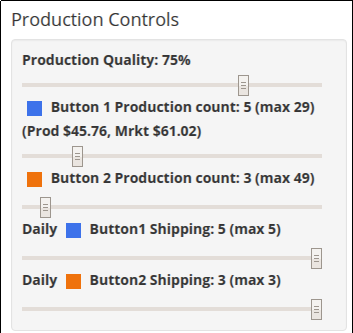 Production Controls
Production Quality: 75%
Button 1 Production count: 5 (max 29)
(Prod $45.76, Mrkt $61.02)
Button 2 Production count: 3 (max 49)
Daily Button1 Shipping: 5 (max 5)
Daily Button2 Shipping: 3 (max 3)